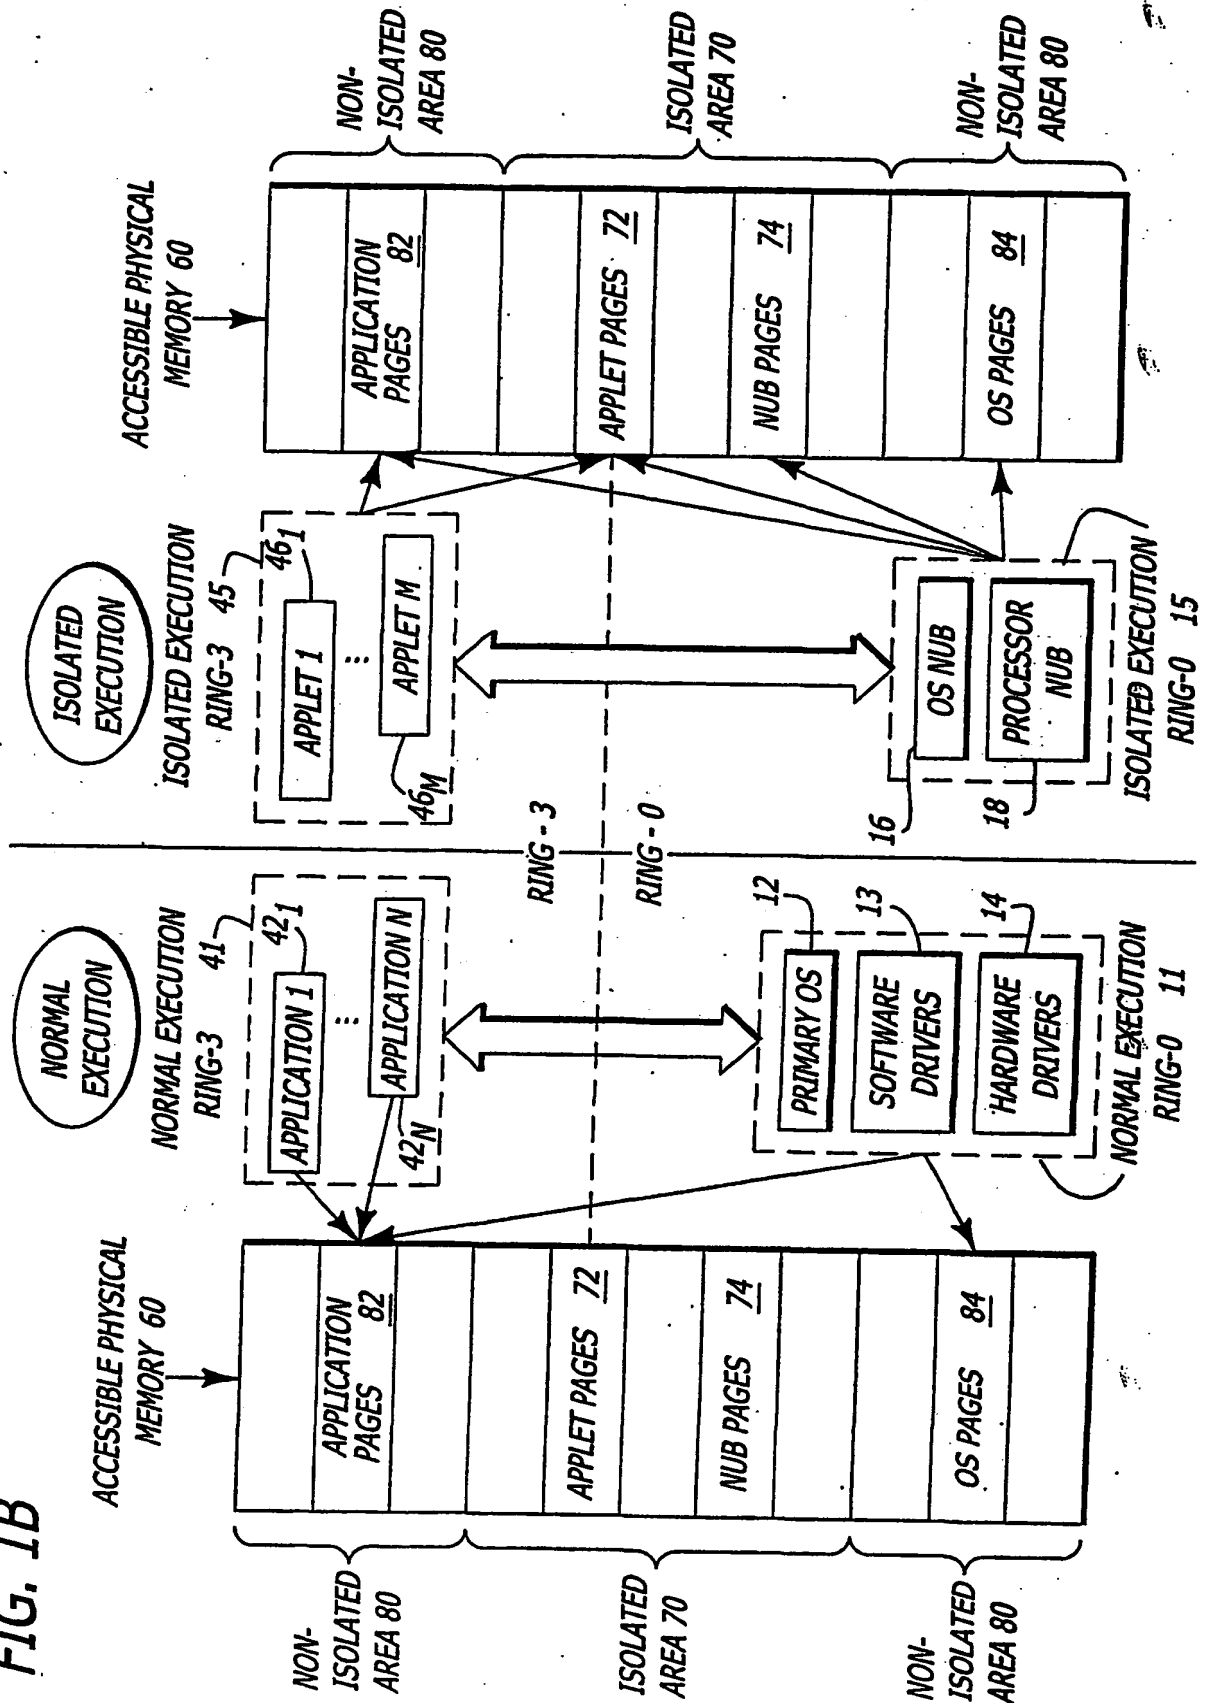 FIG. 1B
NORMAL
EXECUTION
ISOLATED
EXECUTION
ACCESSIBLE PHYSICAL
MEMORY 60
NORMAL EXECUTION
RING-3 41
ISOLATED EXECUTION
RING-3 45
ACCESSIBLE PHYSICAL
MEMORY 60
NON-
ISOLATED
AREA 80
APPLICATION
PAGES 82
APPLICATION 1
42₁
...
APPLICATION N
42N
APPLET 1
46₁
...
APPLET M
46M
APPLICATION
PAGES 82
NON-
ISOLATED
AREA 80
ISOLATED
AREA 70
APPLET PAGES 72
NUB PAGES 74
RING - 3
RING - 0
APPLET PAGES 72
NUB PAGES 74
ISOLATED
AREA 70
NON-
ISOLATED
AREA 80
OS PAGES 84
PRIMARY OS
12
SOFTWARE
DRIVERS
13
HARDWARE
DRIVERS
14
NORMAL EXECUTION
RING-0 11
OS NUB
16
PROCESSOR
NUB
18
ISOLATED EXECUTION
RING-0 15
OS PAGES 84
NON-
ISOLATED
AREA 80